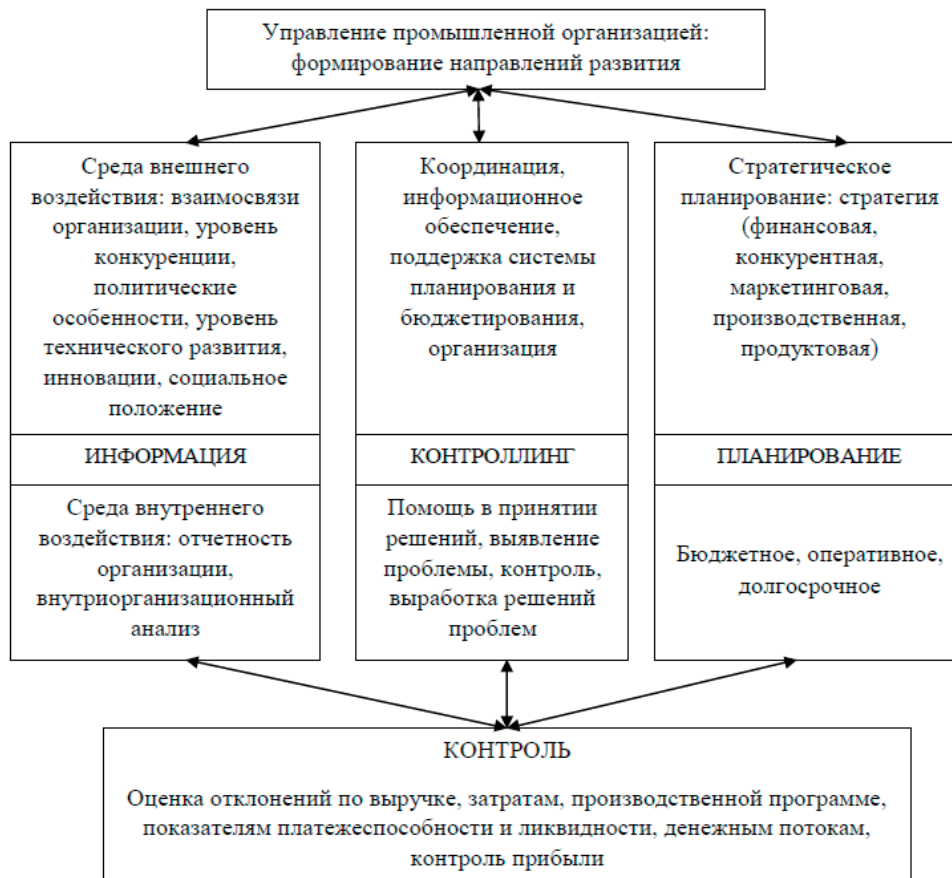 Управление промышленной организацией:
формирование направлений развития
Среда внешнего
воздействия: взаимосвязи
организации, уровень
конкуренции,
политические
особенности, уровень
технического развития,
инновации, социальное
положение
ИНФОРМАЦИЯ
Среда внутреннего
воздействия: отчетность
организации,
внутриорганизационный
анализ
Координация,
информационное
обеспечение,
поддержка системы
планирования и
бюджетирования,
организация
КОНТРОЛЛИНГ
Помощь в принятии
решений, выявление
проблемы, контроль,
выработка решений
проблем
Стратегическое
планирование: стратегия
(финансовая,
конкурентная,
маркетинговая,
производственная,
продуктовая)
ПЛАНИРОВАНИЕ
Бюджетное, оперативное,
долгосрочное
КОНТРОЛЬ
Оценка отклонений по выручке, затратам, производственной программе,
показателям платежеспособности и ликвидности, денежным потокам,
контроль прибыли